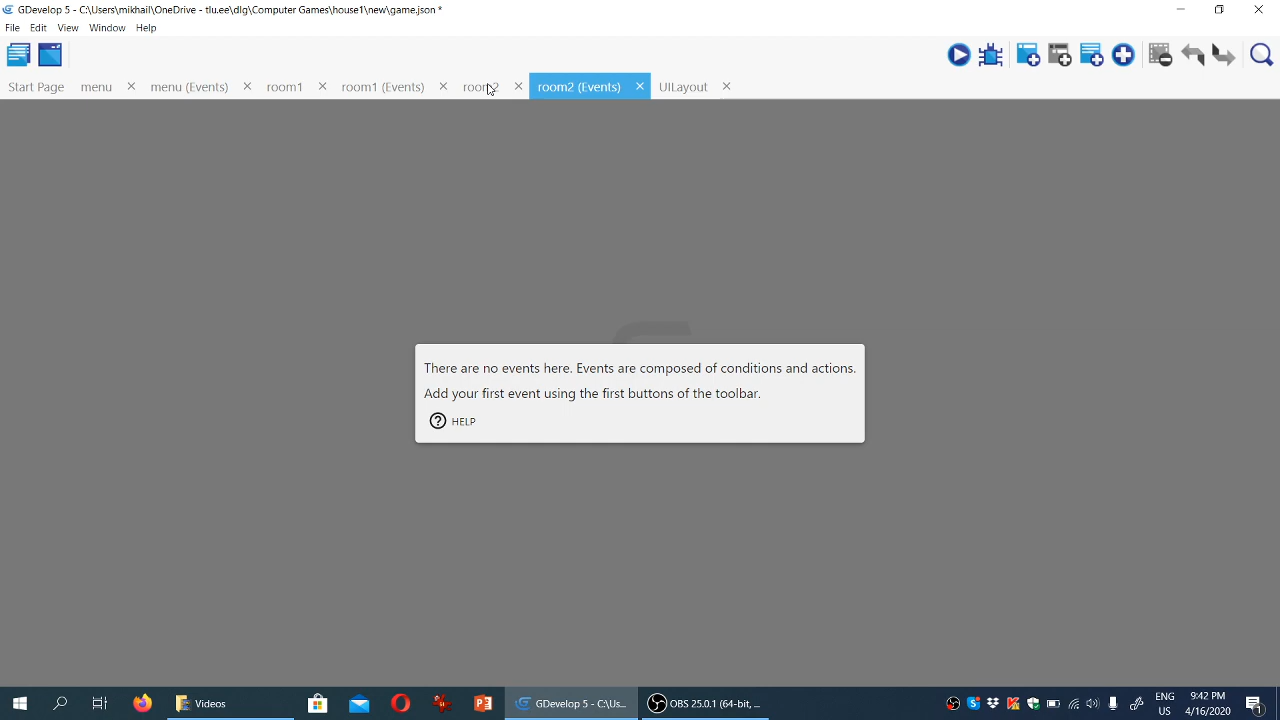 GDevelop 5 - C:\Users\mikhail\OneDrive - tlu.ee\dlg\Computer Games\house1\new\game.json *
File Edit View Window Help
Start Page menu menu (Events) room1 room1 (Events) room2 room2 (Events) UILayout
There are no events here. Events are composed of conditions and actions.
Add your first event using the first buttons of the toolbar.
? HELP
Videos GDevelop 5 - C:\Us... OBS 25.0.1 (64-bit, ... ENG 9:42 PM
US 4/16/2020